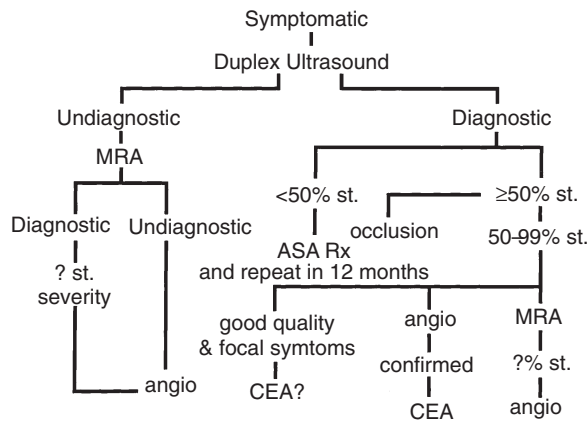 Symptomatic
Duplex Ultrasound
Undiagnostic
Diagnostic
MRA
<50% st.
≥50% st.
Diagnostic
Undiagnostic
occlusion
50–99% st.
ASA Rx
and repeat in 12 months
? st.
severity
good quality
& focal symtoms
angio
MRA
confirmed
?% st.
angio
CEA?
CEA
angio